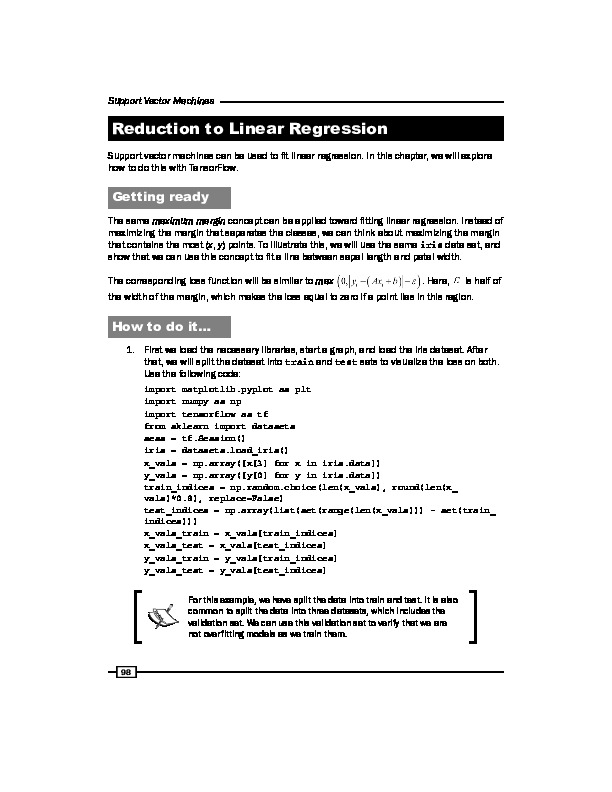 Support Vector Machines
Reduction to Linear Regression
Support vector machines can be used to fit linear regression. In this chapter, we will explore
how to do this with TensorFlow.
Getting ready
The same maximum margin concept can be applied toward fitting linear regression. Instead of
maximizing the margin that separates the classes, we can think about maximizing the margin
that contains the most (x, y) points. To illustrate this, we will use the same iris data set, and
show that we can use this concept to fit a line between sepal length and petal width.
The corresponding loss function will be similar to max (0, |yᵢ − (Axᵢ + b)| − ε). Here, ε is half of
the width of the margin, which makes the loss equal to zero if a point lies in this region.
How to do it…
1. First we load the necessary libraries, start a graph, and load the iris dataset. After
that, we will split the dataset into train and test sets to visualize the loss on both.
Use the following code:
import matplotlib.pyplot as plt
import numpy as np
import tensorflow as tf
from sklearn import datasets
sess = tf.Session()
iris = datasets.load_iris()
x_vals = np.array([x[3] for x in iris.data])
y_vals = np.array([y[0] for y in iris.data])
train_indices = np.random.choice(len(x_vals), round(len(x_
vals)*0.8), replace=False)
test_indices = np.array(list(set(range(len(x_vals))) - set(train_
indices)))
x_vals_train = x_vals[train_indices]
x_vals_test = x_vals[test_indices]
y_vals_train = y_vals[train_indices]
y_vals_test = y_vals[test_indices]
For this example, we have split the data into train and test. It is also
common to split the data into three datasets, which includes the
validation set. We can use this validation set to verify that we are
not overfitting models as we train them.
98